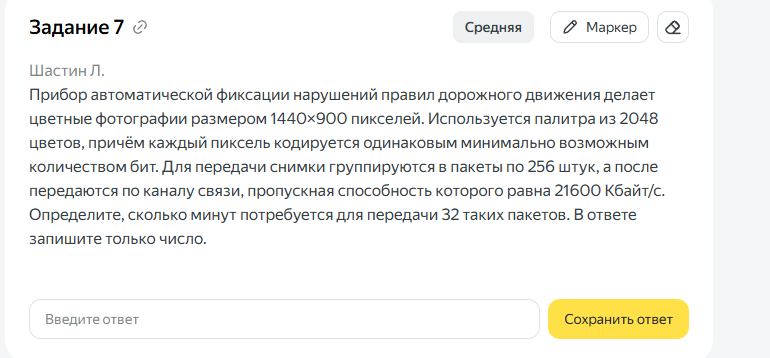 Задание 7
Средняя
Маркер
Шастин Л.
Прибор автоматической фиксации нарушений правил дорожного движения делает
цветные фотографии размером 1440×900 пикселей. Используется палитра из 2048
цветов, причём каждый пиксель кодируется одинаковым минимально возможным
количеством бит. Для передачи снимки группируются в пакеты по 256 штук, а после
передаются по каналу связи, пропускная способность которого равна 21600 Кбайт/с.
Определите, сколько минут потребуется для передачи 32 таких пакетов. В ответе
запишите только число.
Введите ответ
Сохранить ответ